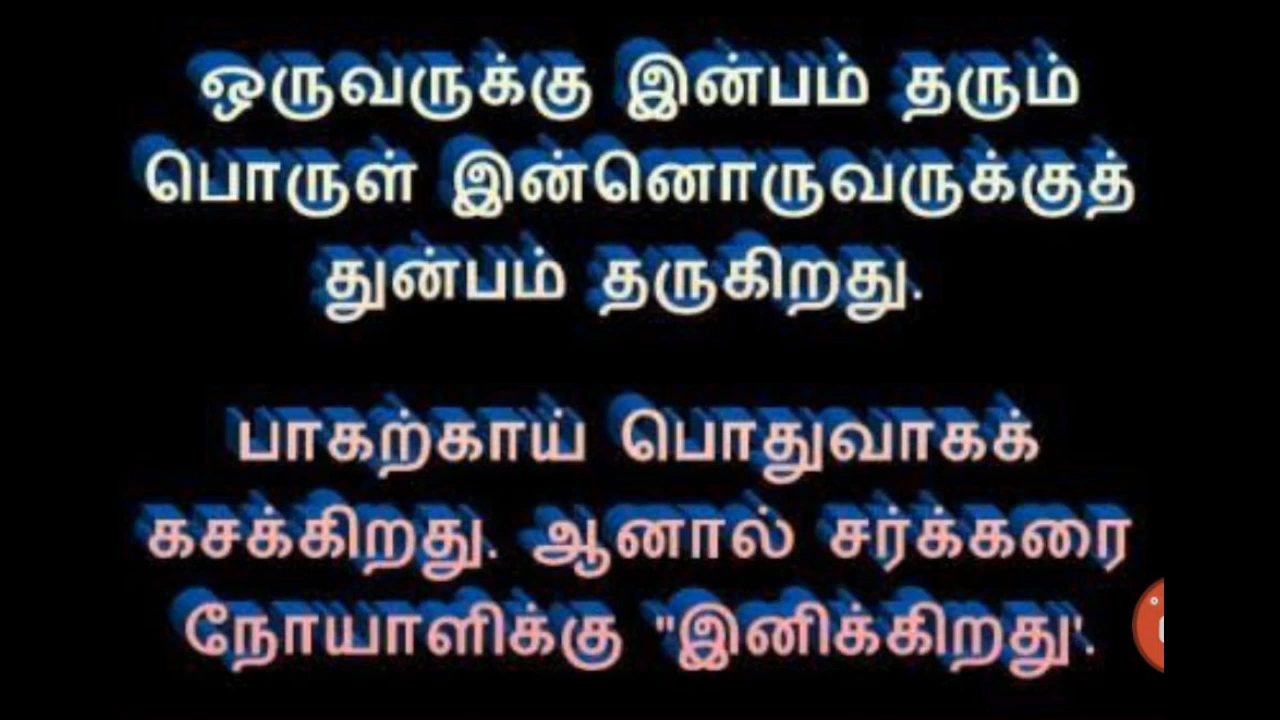 ஒருவருக்கு இன்பம் தரும்
பொருள் இன்னொருவருக்குத்
துன்பம் தருகிறது.
பாகற்காய் பொதுவாகக்
கசக்கிறது. ஆனால் சர்க்கரை
நோயாளிக்கு "இனிக்கிறது'.